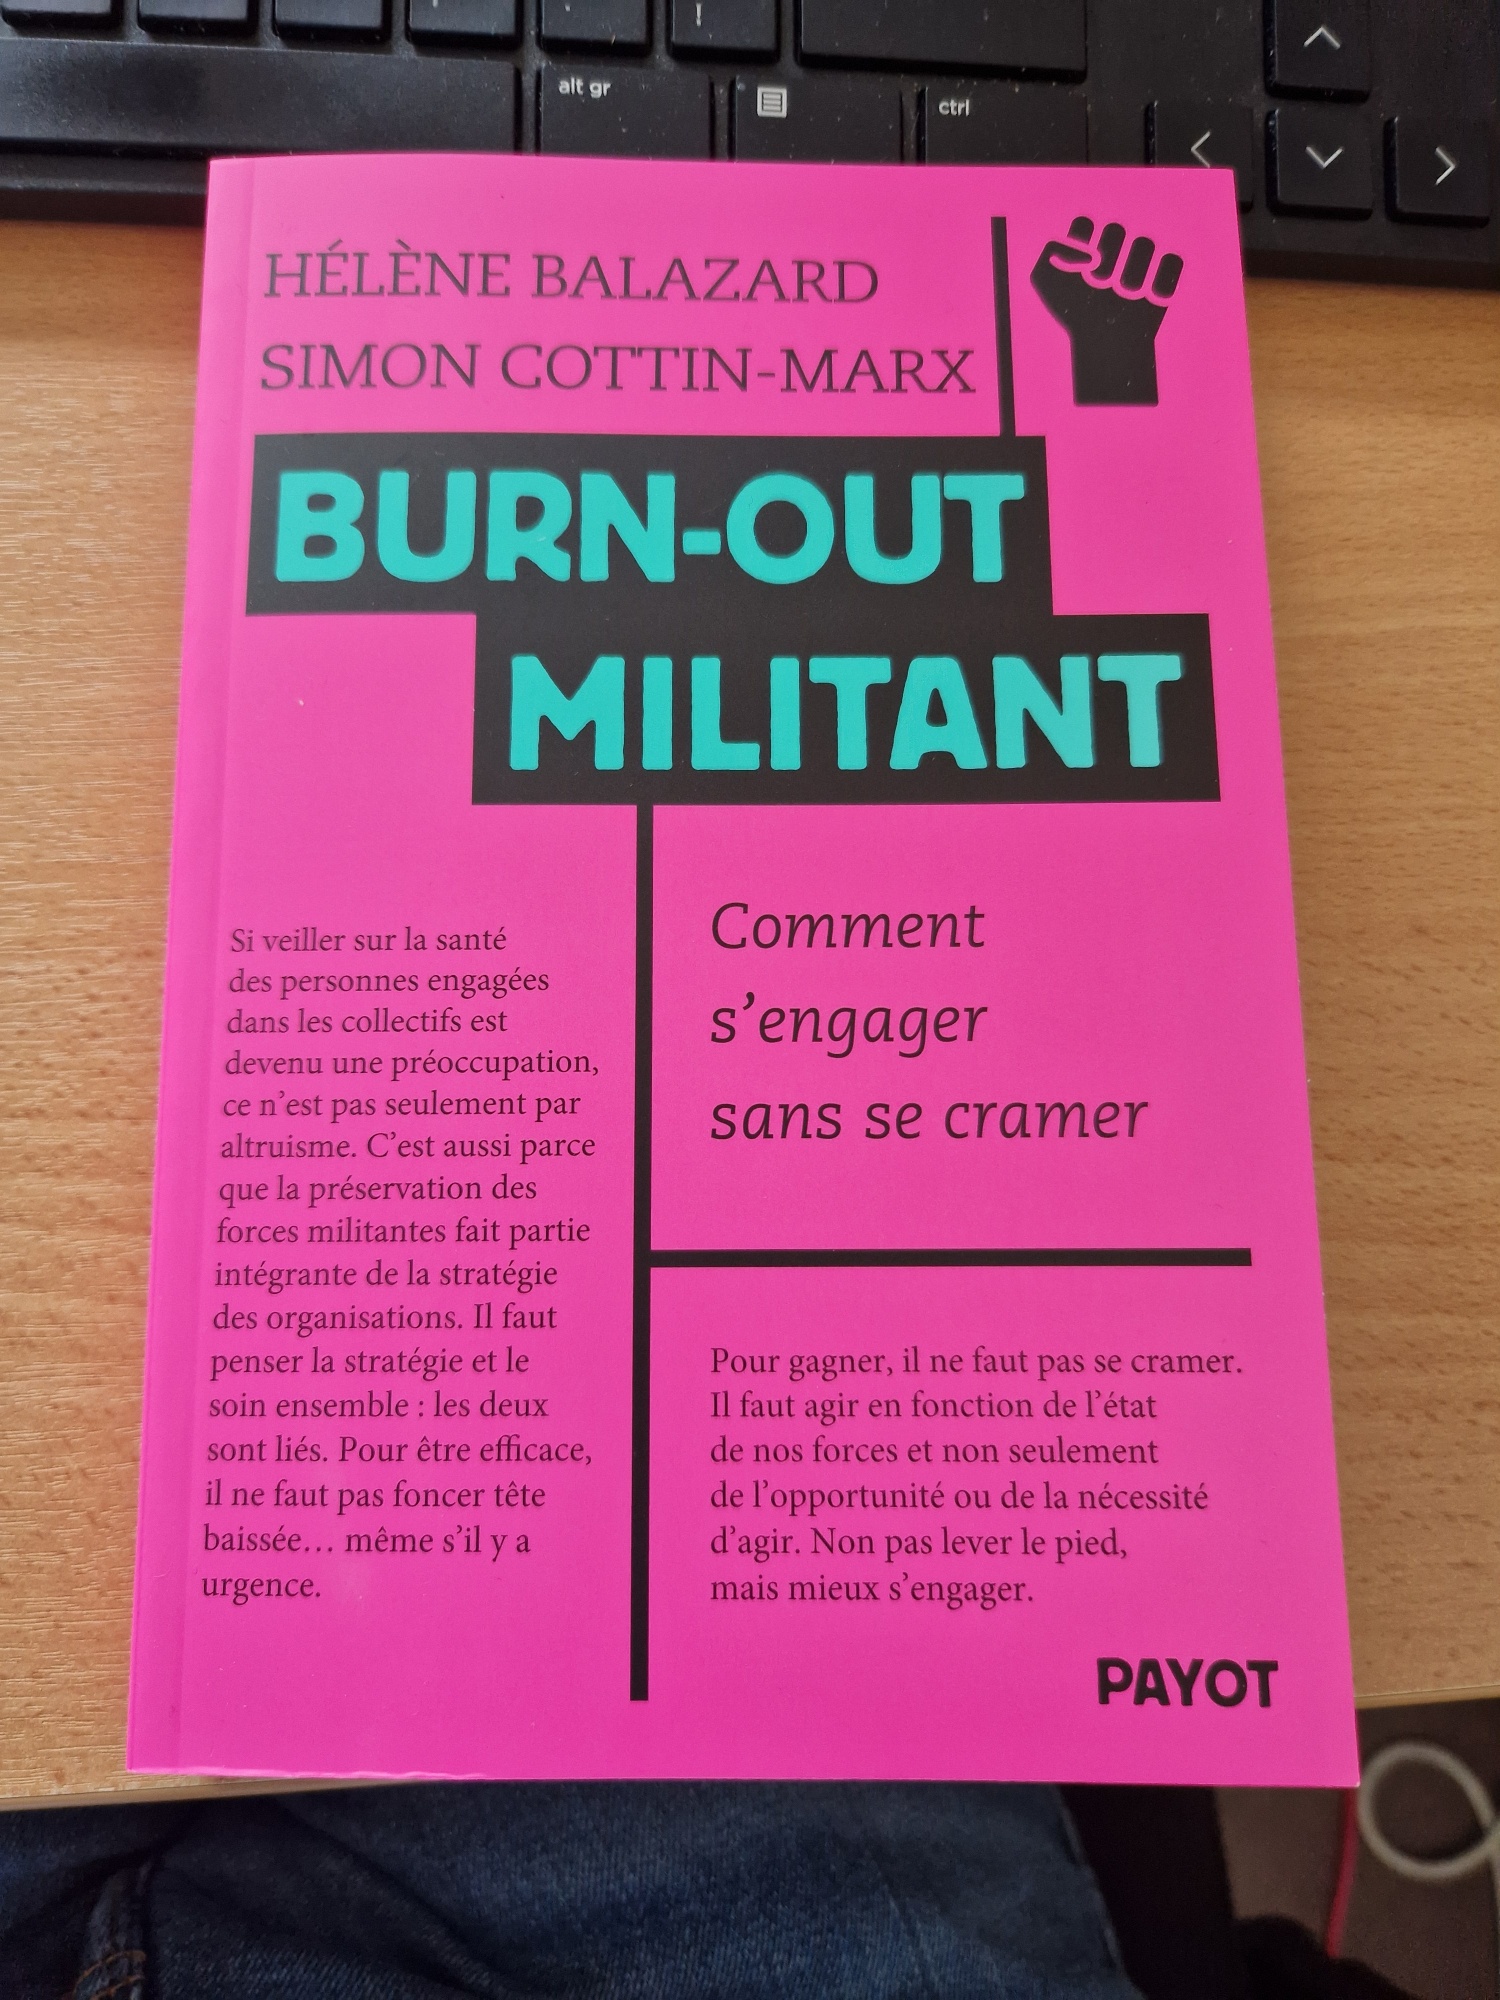 !
alt gr
ctrl
HÉLÈNE BALAZARD
SIMON COTTIN-MARX
BURN-OUT
MILITANT
Comment
s'engager
sans se cramer
Si veiller sur la santé
des personnes engagées
dans les collectifs est
devenu une préoccupation,
ce n'est pas seulement par
altruisme. C'est aussi parce
que la préservation des
forces militantes fait partie
intégrante de la stratégie
des organisations. Il faut
penser la stratégie et le
soin ensemble : les deux
sont liés. Pour être efficace,
il ne faut pas foncer tête
baissée… même s'il y a
urgence.
Pour gagner, il ne faut pas se cramer.
Il faut agir en fonction de l'état
de nos forces et non seulement
de l'opportunité ou de la nécessité
d'agir. Non pas lever le pied,
mais mieux s'engager.
PAYOT